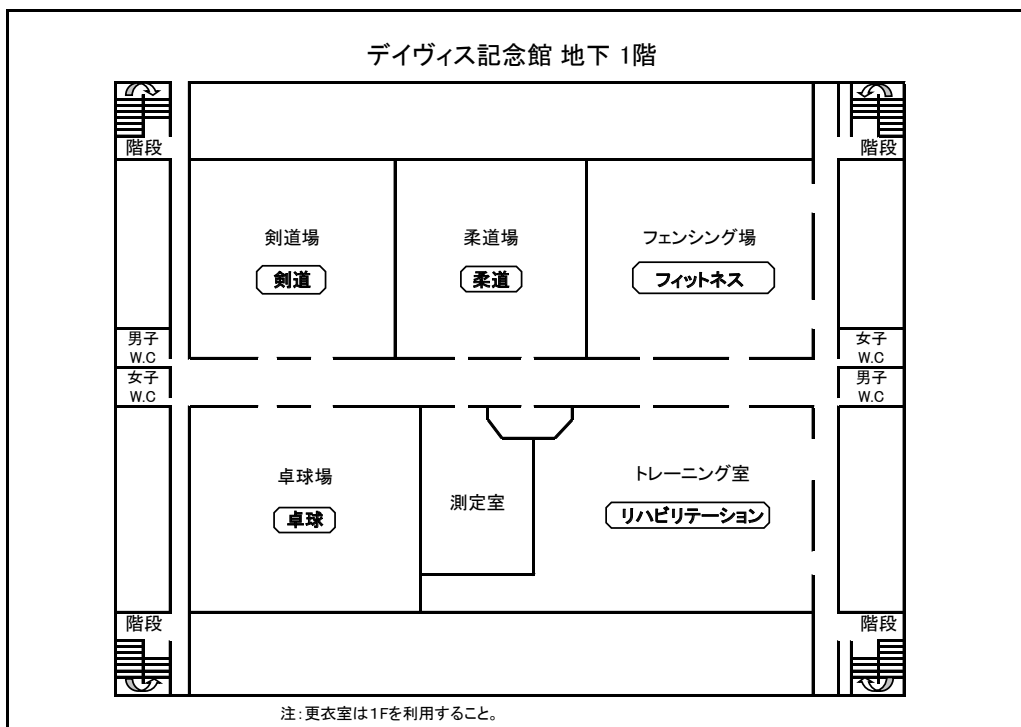 デイヴィス記念館 地下 1階
階段
階段
剣道場
柔道場
フェンシング場
剣道
柔道
フィットネス
男子
W.C
女子
W.C
女子
W.C
男子
W.C
卓球場
測定室
トレーニング室
卓球
リハビリテーション
階段
階段
注:更衣室は1Fを利用すること。